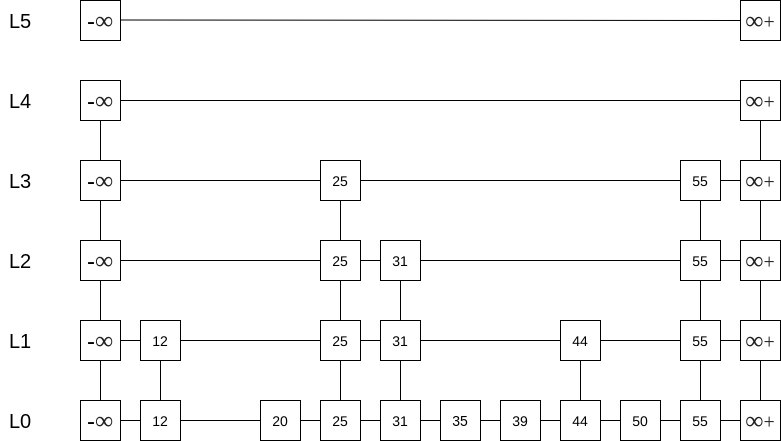 L5 -∞ ∞+
L4 -∞ ∞+
L3 -∞ 25 55 ∞+
L2 -∞ 25 31 55 ∞+
L1 -∞ 12 25 31 44 55 ∞+
L0 -∞ 12 20 25 31 35 39 44 50 55 ∞+